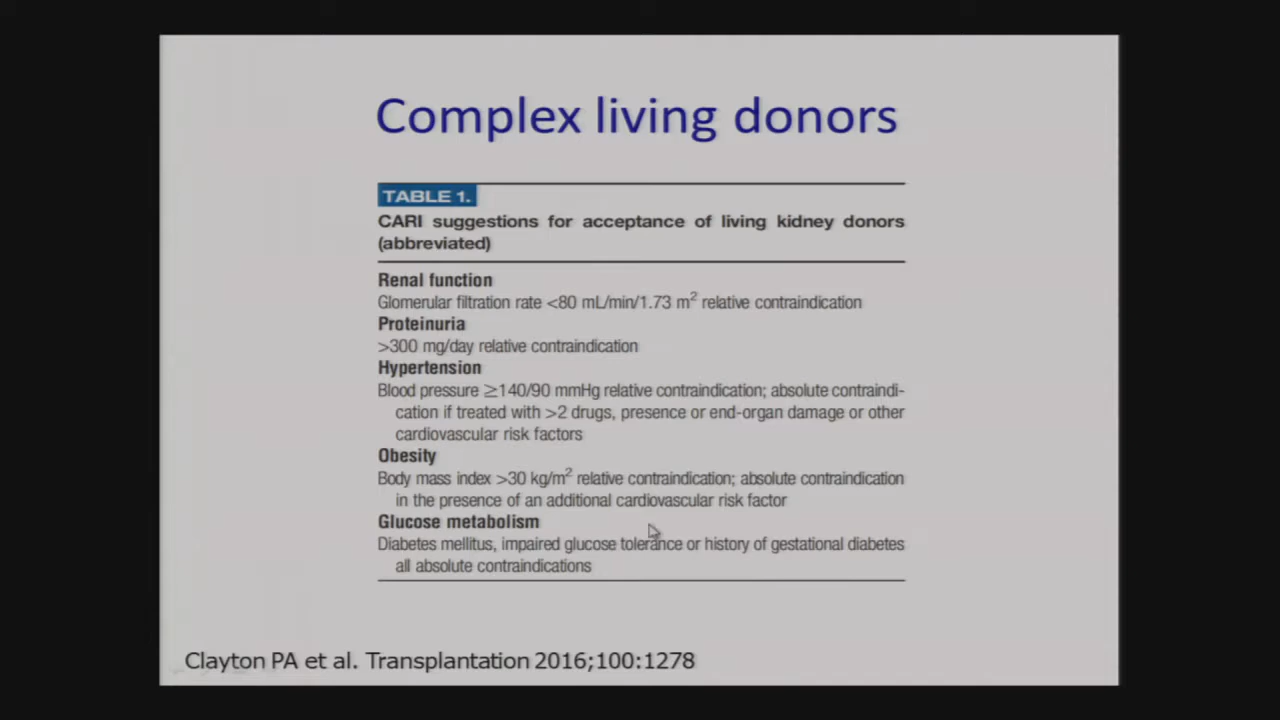 Complex living donors
TABLE 1.
CARI suggestions for acceptance of living kidney donors
(abbreviated)
Renal function
Glomerular filtration rate <80 mL/min/1.73 m² relative contraindication
Proteinuria
>300 mg/day relative contraindication
Hypertension
Blood pressure ≥140/90 mmHg relative contraindication; absolute contraindi-
cation if treated with >2 drugs, presence or end-organ damage or other
cardiovascular risk factors
Obesity
Body mass index >30 kg/m² relative contraindication; absolute contraindication
in the presence of an additional cardiovascular risk factor
Glucose metabolism
Diabetes mellitus, impaired glucose tolerance or history of gestational diabetes
all absolute contraindications
Clayton PA et al. Transplantation 2016;100:1278